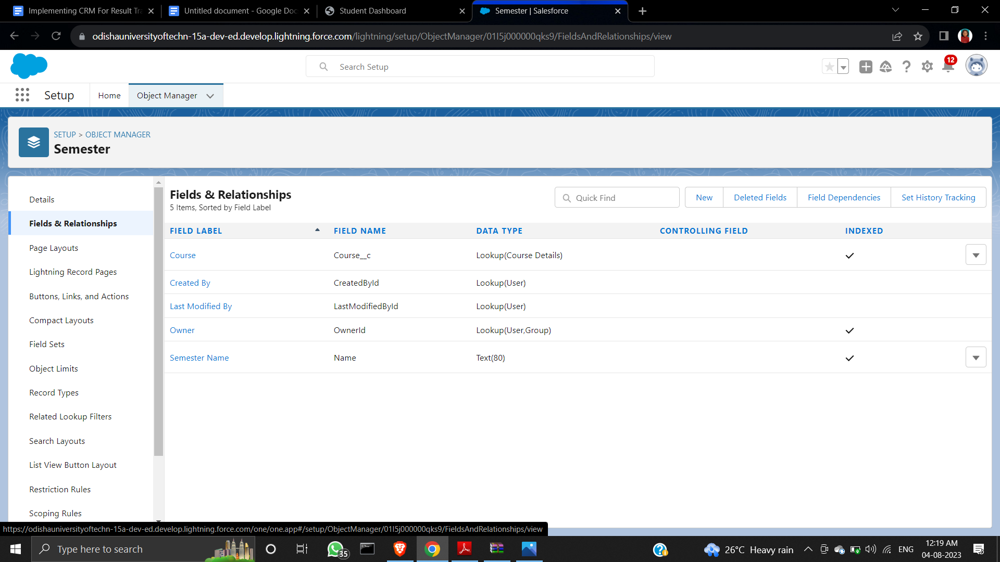 Implementing CRM For Result Tra
Untitled document - Google Doc
Student Dashboard
Semester | Salesforce
odishauniversityoftechn-15a-dev-ed.develop.lightning.force.com/lightning/setup/ObjectManager/01I5j000000qks9/FieldsAndRelationships/view
Search Setup
12
Setup
Home
Object Manager
SETUP > OBJECT MANAGER
Semester
Details
Fields & Relationships
Page Layouts
Lightning Record Pages
Buttons, Links, and Actions
Compact Layouts
Field Sets
Object Limits
Record Types
Related Lookup Filters
Search Layouts
List View Button Layout
Restriction Rules
Scoping Rules
Fields & Relationships
5 Items, Sorted by Field Label
Quick Find
New
Deleted Fields
Field Dependencies
Set History Tracking
FIELD LABEL FIELD NAME DATA TYPE CONTROLLING FIELD INDEXED
Course Course__c Lookup(Course Details)
Created By CreatedById Lookup(User)
Last Modified By LastModifiedById Lookup(User)
Owner OwnerId Lookup(User,Group)
Semester Name Name Text(80)
https://odishauniversityoftechn-15a-dev-ed.develop.lightning.force.com/one/one.app#/setup/ObjectManager/01I5j000000qks9/FieldsAndRelationships/view
Type here to search
35
26°C Heavy rain
ENG
12:19 AM
04-08-2023